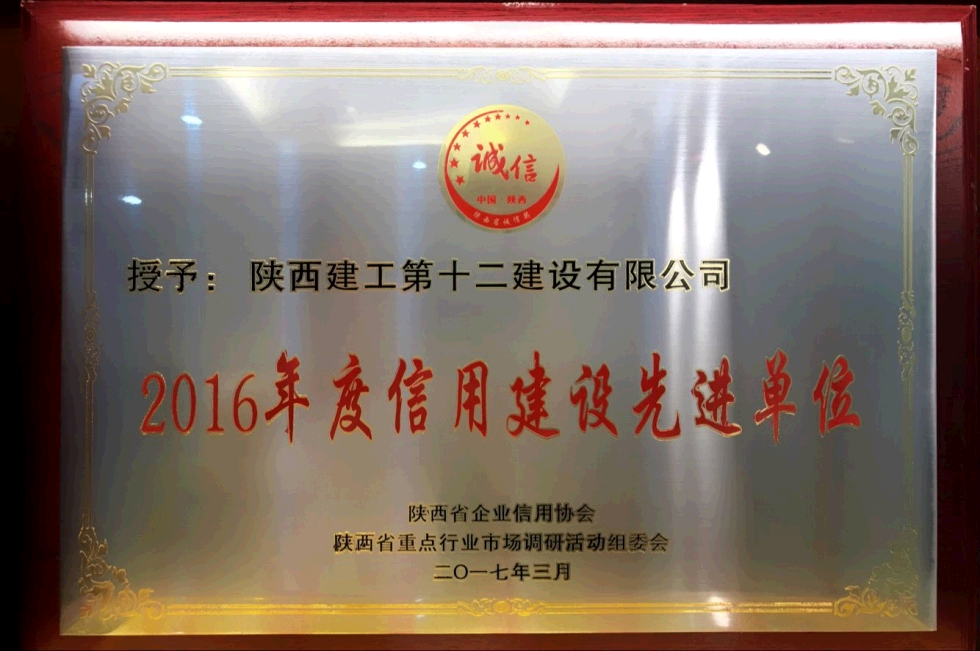 诚信
中国·陕西
授予：陕西建工第十二建设有限公司
2016年度信用建设先进单位
陕西省企业信用协会
陕西省重点行业市场调研活动组委会
二〇一七年三月